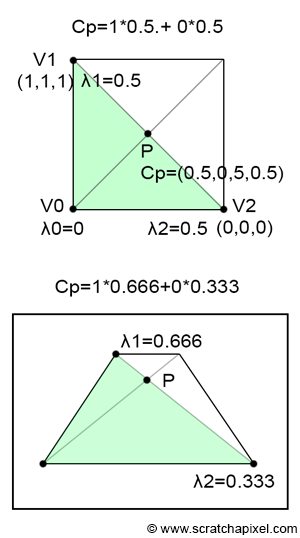 Cp=1*0.5.+ 0*0.5
V1
(1,1,1) λ1=0.5
P
Cp=(0.5,0,5,0.5)
V0 V2
λ0=0 λ2=0.5 (0,0,0)
Cp=1*0.666+0*0.333
λ1=0.666
P
λ2=0.333
© www.scratchapixel.com